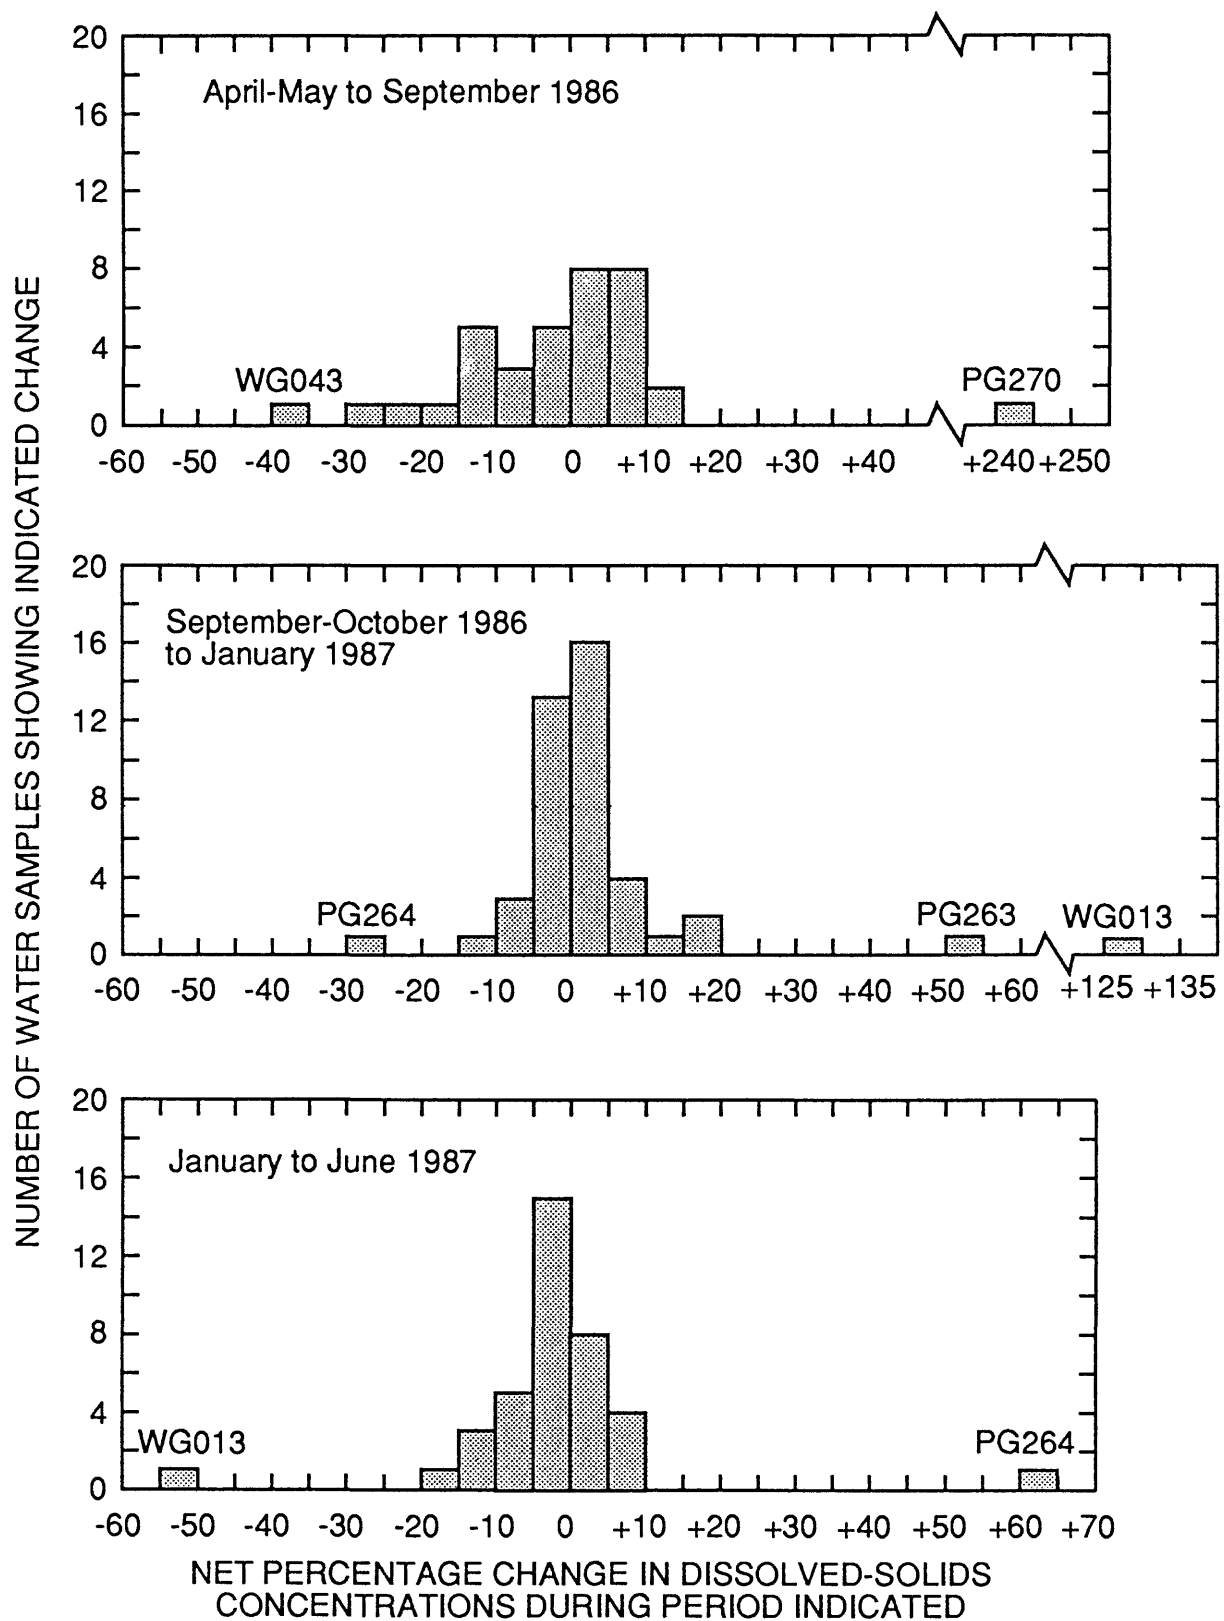 NUMBER OF WATER SAMPLES SHOWING INDICATED CHANGE
20
April-May to September 1986
16
12
8
4
WG043
PG270
0
-60 -50 -40 -30 -20 -10 0 +10 +20 +30 +40 +240 +250
20
September-October 1986
to January 1987
16
12
8
4
PG264
PG263
WG013
0
-60 -50 -40 -30 -20 -10 0 +10 +20 +30 +40 +50 +60 +125 +135
20
January to June 1987
16
12
8
4
WG013
PG264
0
-60 -50 -40 -30 -20 -10 0 +10 +20 +30 +40 +50 +60 +70
NET PERCENTAGE CHANGE IN DISSOLVED-SOLIDS
CONCENTRATIONS DURING PERIOD INDICATED